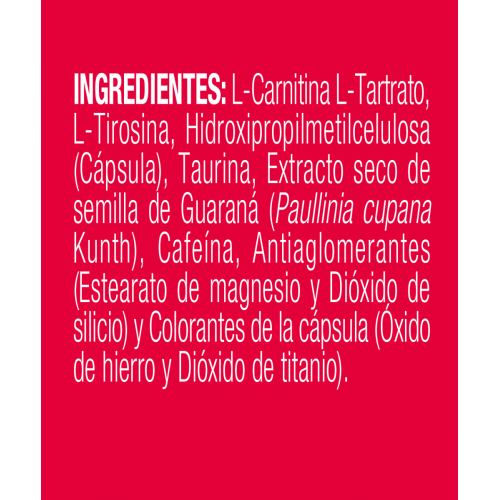 INGREDIENTES: L-Carnitina L-Tartrato,
L-Tirosina, Hidroxipropilmetilcelulosa
(Cápsula), Taurina, Extracto seco de
semilla de Guaraná (Paullinia cupana
Kunth), Cafeína, Antiaglomerantes
(Estearato de magnesio y Dióxido de
silicio) y Colorantes de la cápsula (Óxido
de hierro y Dióxido de titanio).